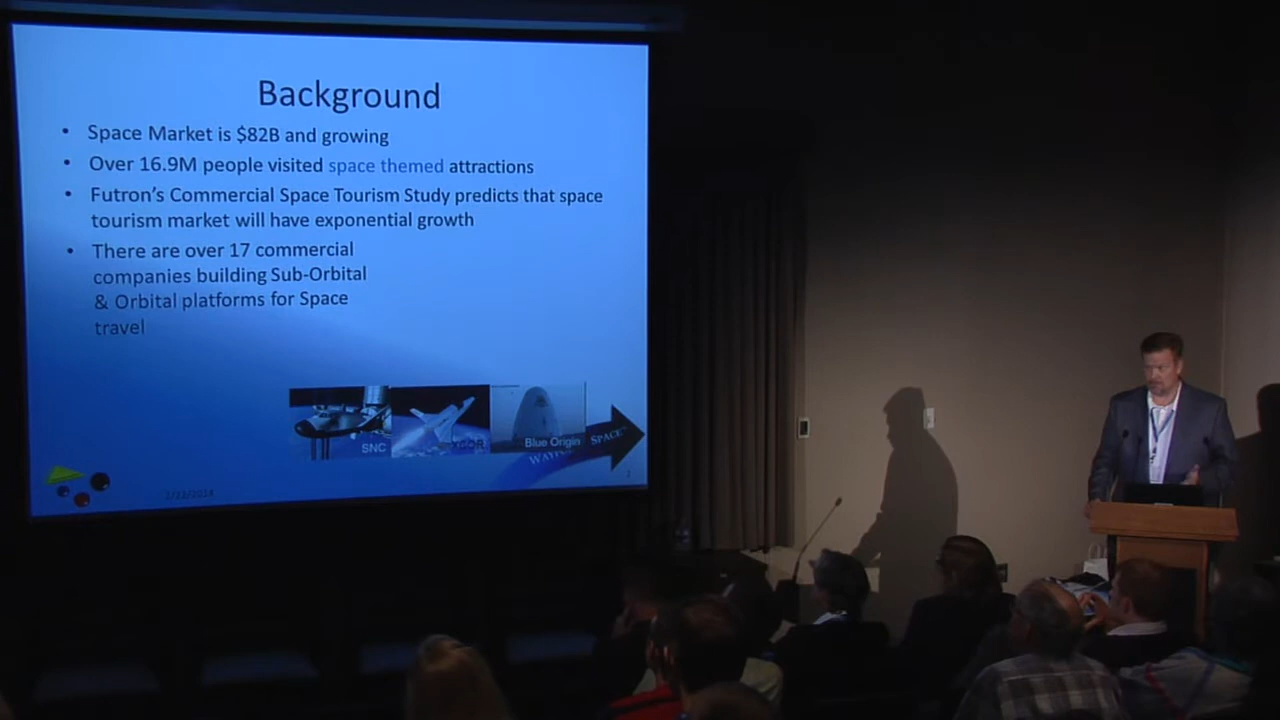 Background
• Space Market is $82B and growing
• Over 16.9M people visited space themed attractions
• Futron's Commercial Space Tourism Study predicts that space
tourism market will have exponential growth
• There are over 17 commercial
companies building Sub-Orbital
& Orbital platforms for Space
travel
SNC
XCOR
Blue Origin
SPACE